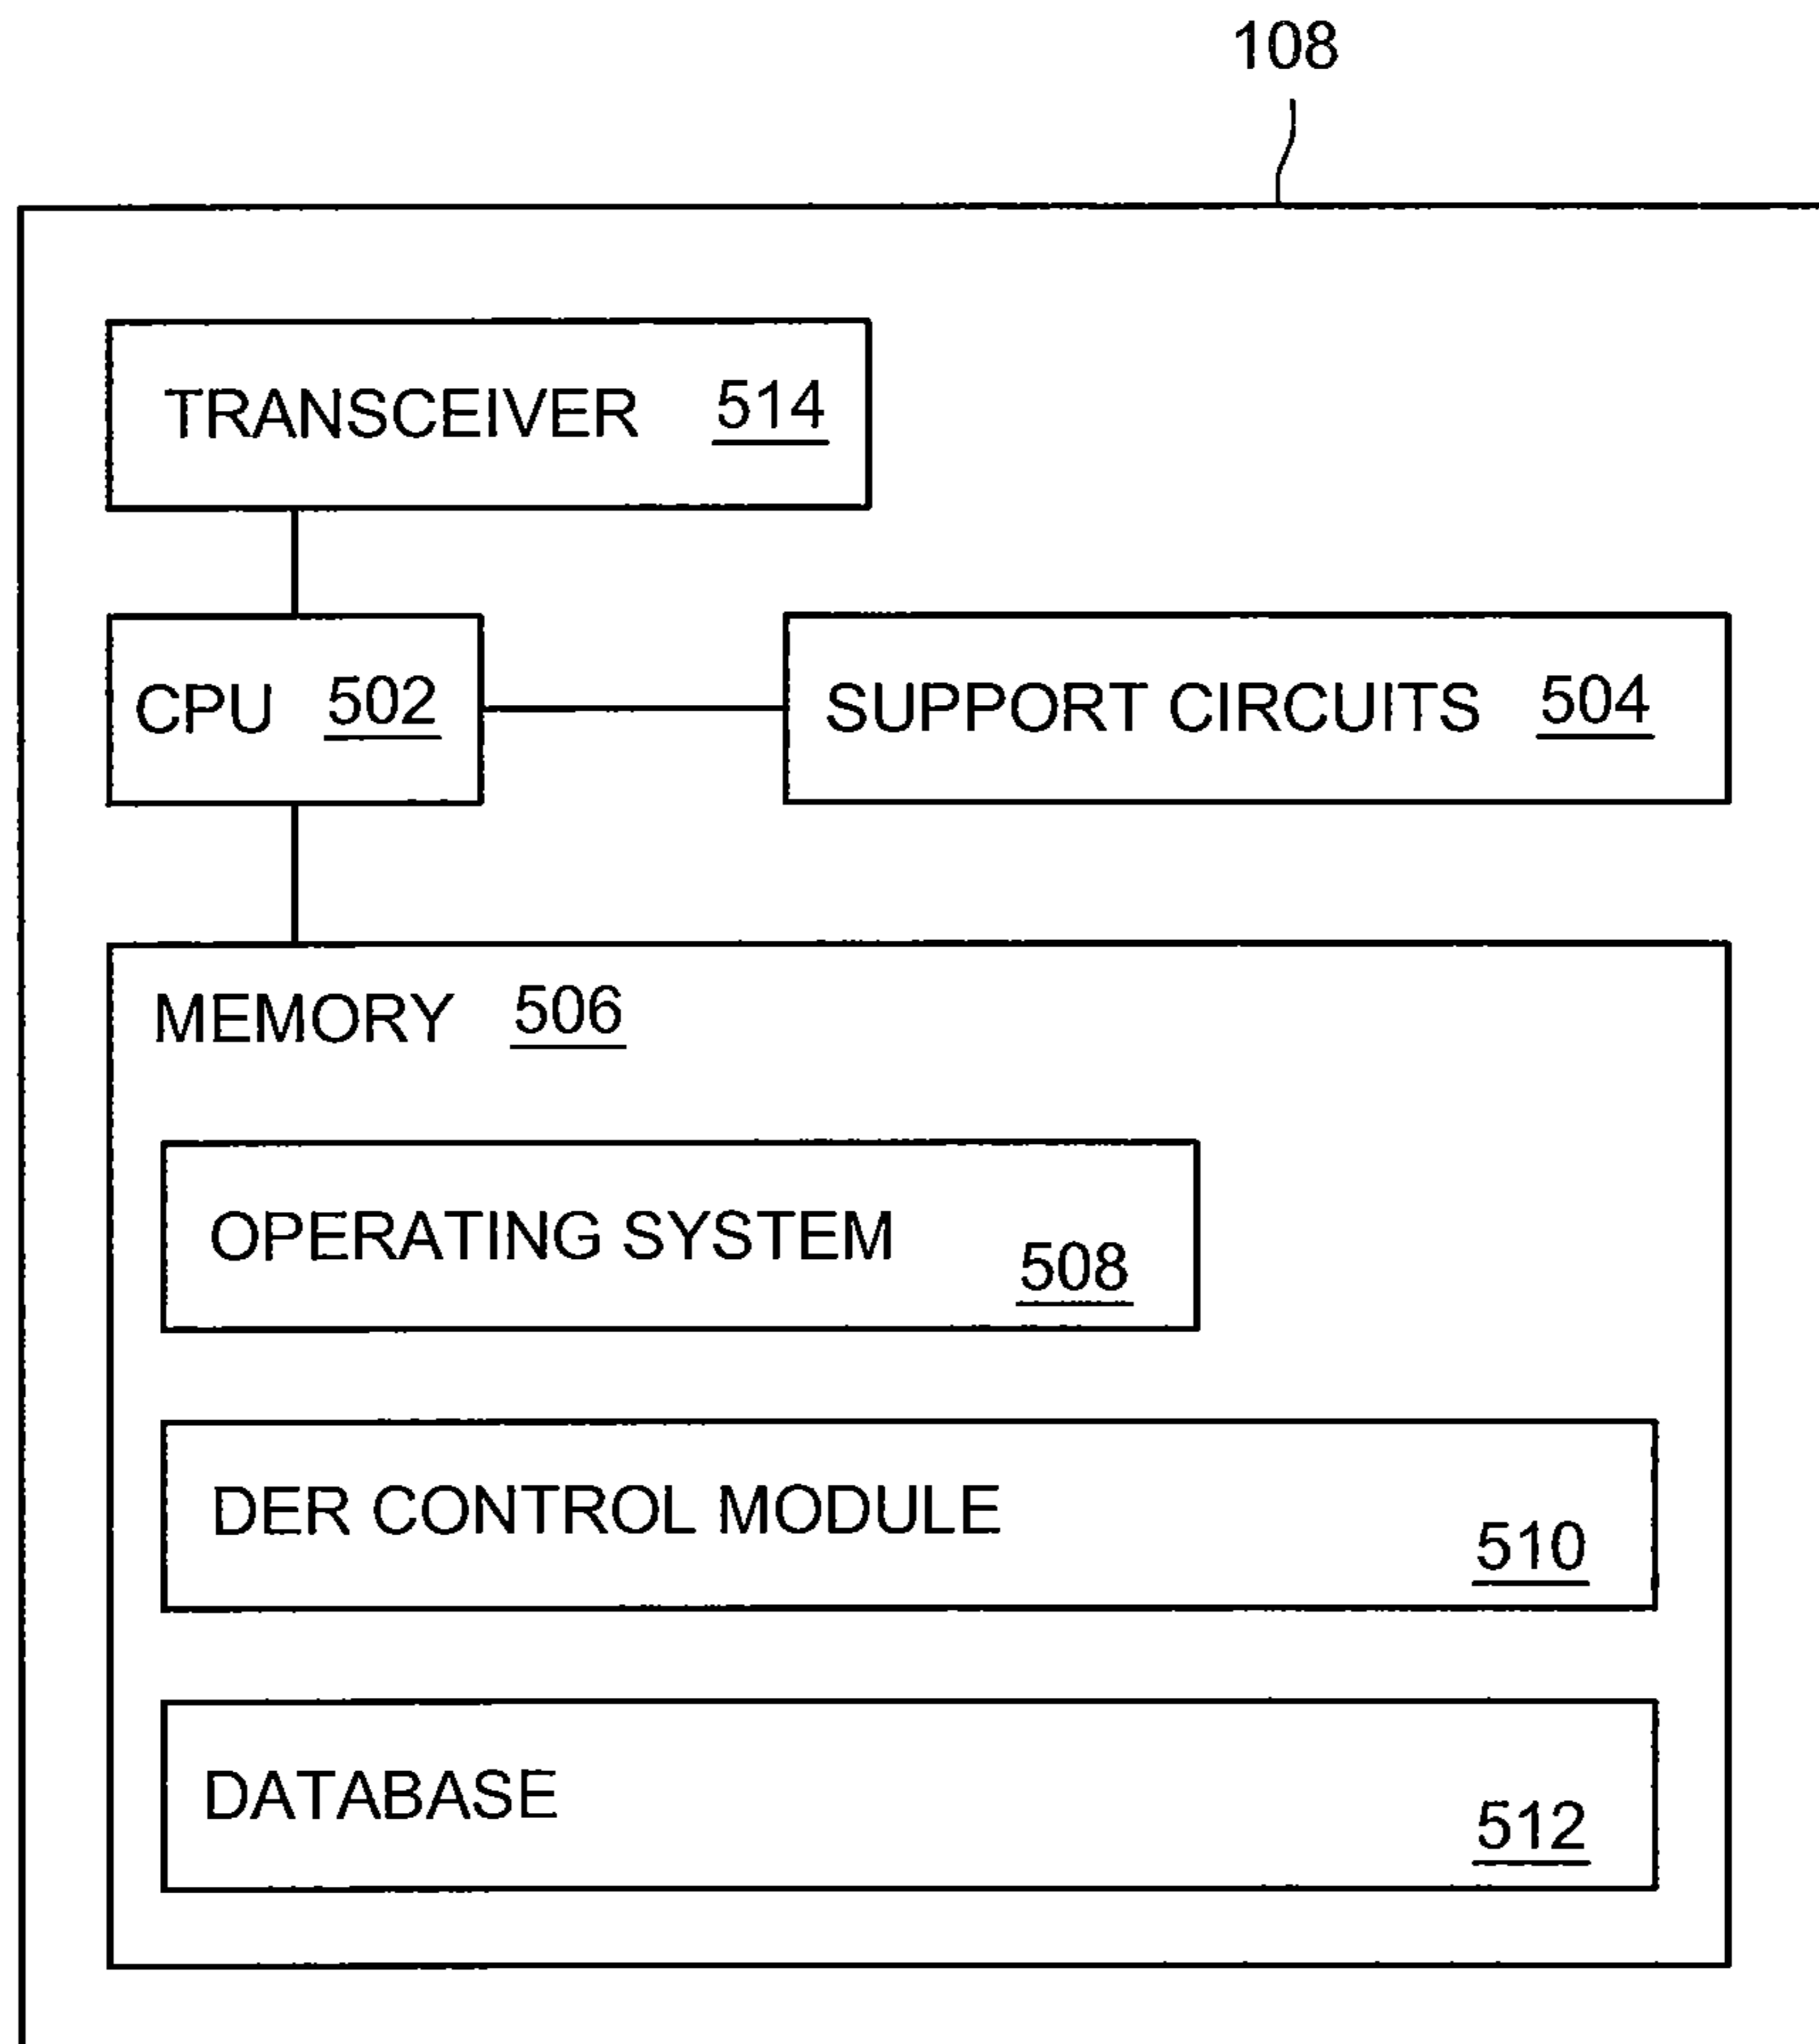 108
TRANSCEIVER 514
CPU 502
SUPPORT CIRCUITS 504
MEMORY 506
OPERATING SYSTEM 508
DER CONTROL MODULE 510
DATABASE 512